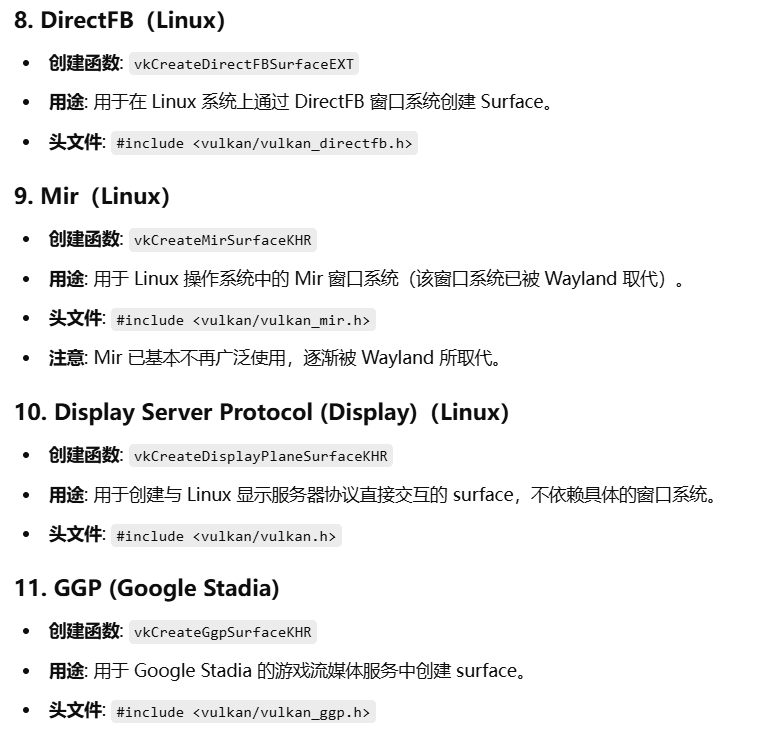 8. DirectFB（Linux）
• 创建函数: vkCreateDirectFBSurfaceEXT
• 用途: 用于在 Linux 系统上通过 DirectFB 窗口系统创建 Surface。
• 头文件: #include <vulkan/vulkan_directfb.h>
9. Mir（Linux）
• 创建函数: vkCreateMirSurfaceKHR
• 用途: 用于 Linux 操作系统中的 Mir 窗口系统（该窗口系统已被 Wayland 取代）。
• 头文件: #include <vulkan/vulkan_mir.h>
• 注意: Mir 已基本不再广泛使用，逐渐被 Wayland 所取代。
10. Display Server Protocol (Display)（Linux）
• 创建函数: vkCreateDisplayPlaneSurfaceKHR
• 用途: 用于创建与 Linux 显示服务器协议直接交互的 surface，不依赖具体的窗口系统。
• 头文件: #include <vulkan/vulkan.h>
11. GGP (Google Stadia)
• 创建函数: vkCreateGgpSurfaceKHR
• 用途: 用于 Google Stadia 的游戏流媒体服务中创建 surface。
• 头文件: #include <vulkan/vulkan_ggp.h>